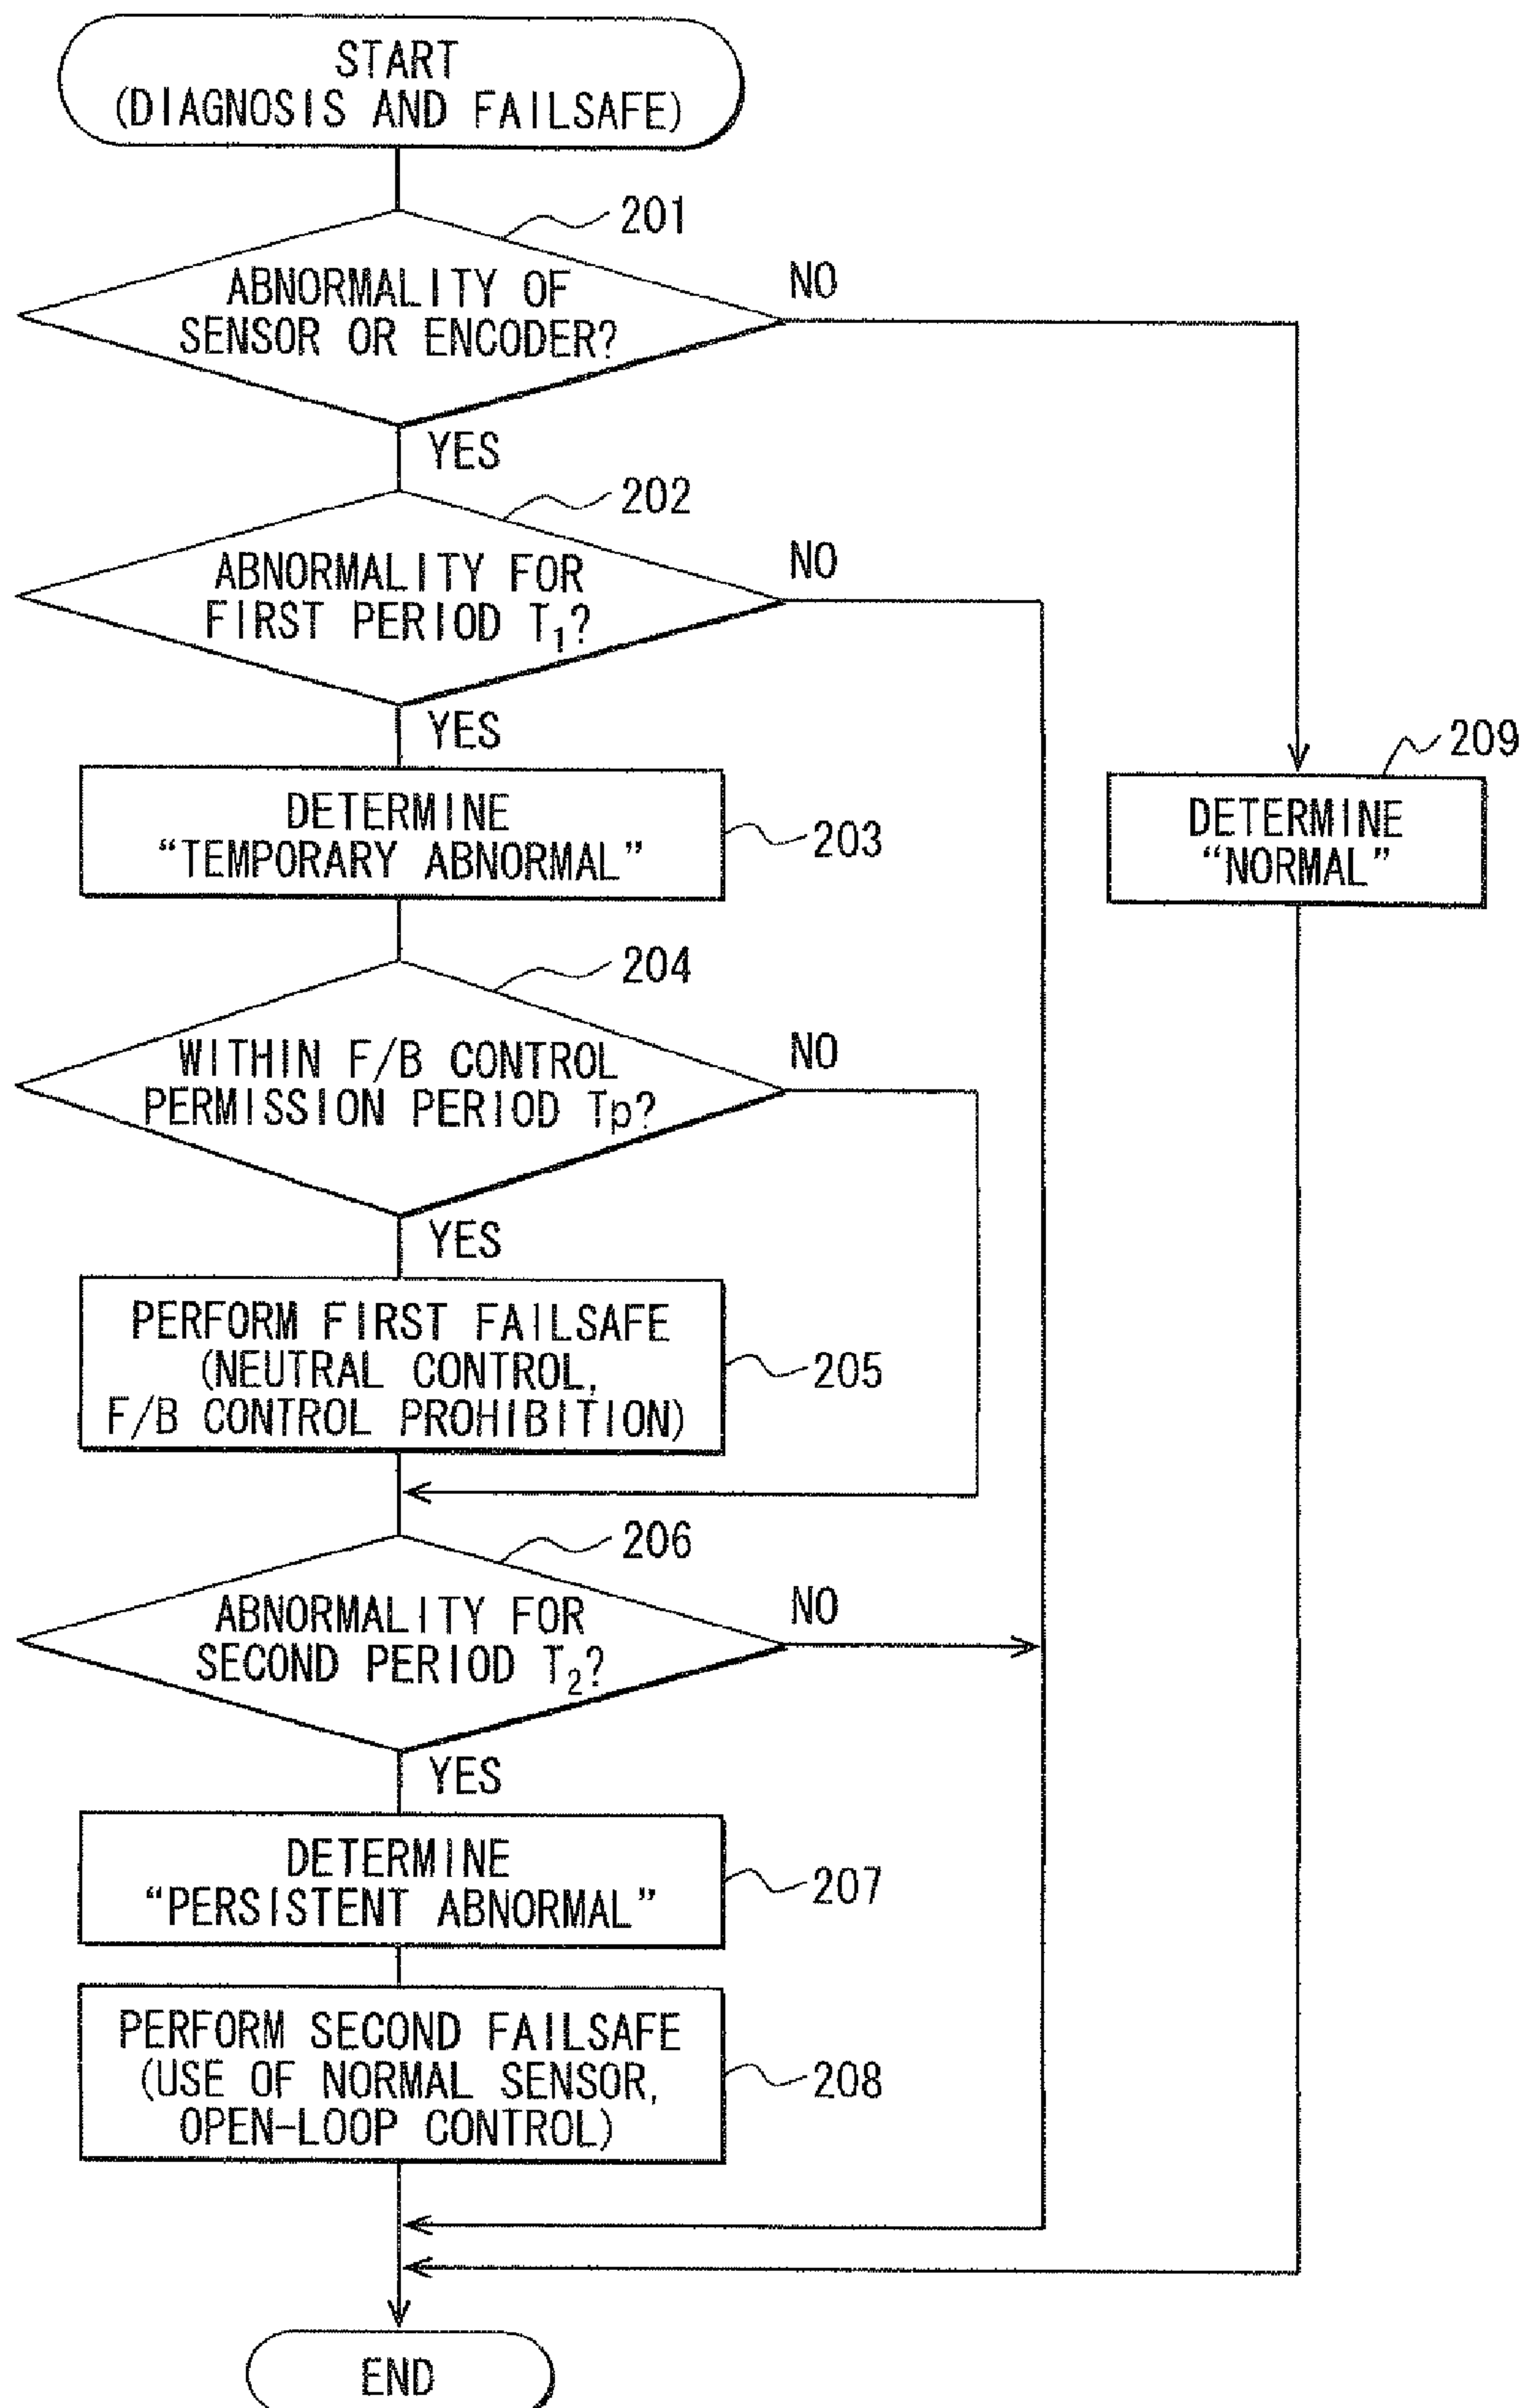 START
(DIAGNOSIS AND FAILSAFE)
201
ABNORMALITY OF
SENSOR OR ENCODER?
NO
YES
202
ABNORMALITY FOR
FIRST PERIOD T₁?
NO
YES
203
DETERMINE
“TEMPORARY ABNORMAL”
209
DETERMINE
“NORMAL”
204
WITHIN F/B CONTROL
PERMISSION PERIOD Tp?
NO
YES
PERFORM FIRST FAILSAFE
(NEUTRAL CONTROL,
F/B CONTROL PROHIBITION)
205
206
ABNORMALITY FOR
SECOND PERIOD T₂?
NO
YES
DETERMINE
“PERSISTENT ABNORMAL”
207
PERFORM SECOND FAILSAFE
(USE OF NORMAL SENSOR,
OPEN-LOOP CONTROL)
208
END